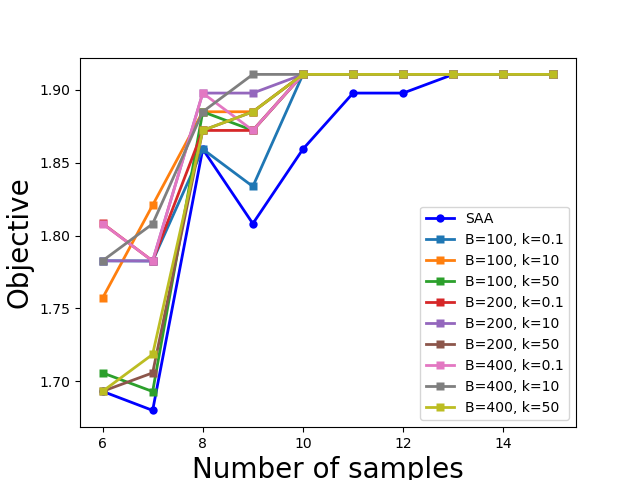 1.90
1.85
1.80
1.75
1.70
Objective
6
8
10
12
14
Number of samples
SAA
B=100, k=0.1
B=100, k=10
B=100, k=50
B=200, k=0.1
B=200, k=10
B=200, k=50
B=400, k=0.1
B=400, k=10
B=400, k=50